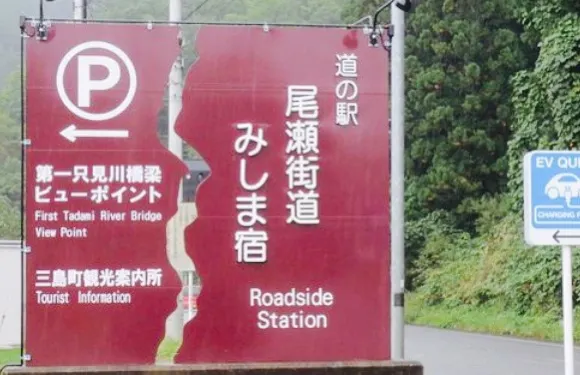 P
第一只見川橋梁
ビューポイント
First Tadami River Bridge
View Point
三島町観光案内所
Tourist Information
道の駅
尾瀬街道
みしま宿
Roadside
Station
EV QUI
CHARGING